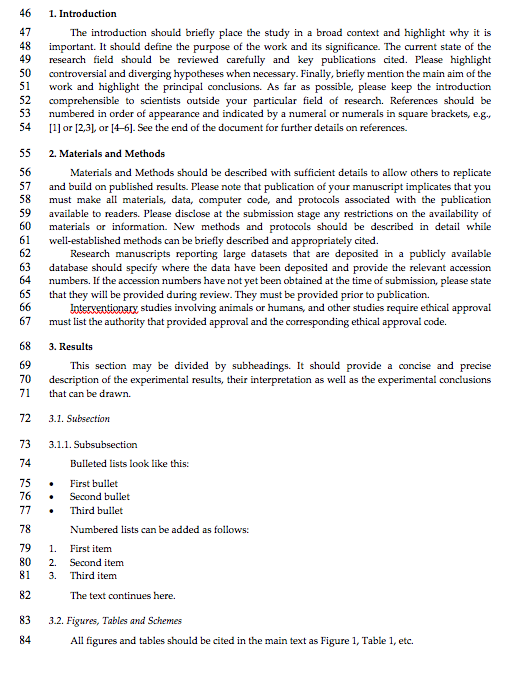 46 1. Introduction
47 The introduction should briefly place the study in a broad context and highlight why it is
48 important. It should define the purpose of the work and its significance. The current state of the
49 research field should be reviewed carefully and key publications cited. Please highlight
50 controversial and diverging hypotheses when necessary. Finally, briefly mention the main aim of the
51 work and highlight the principal conclusions. As far as possible, please keep the introduction
52 comprehensible to scientists outside your particular field of research. References should be
53 numbered in order of appearance and indicated by a numeral or numerals in square brackets, e.g.,
54 [1] or [2,3], or [4–6]. See the end of the document for further details on references.
55 2. Materials and Methods
56 Materials and Methods should be described with sufficient details to allow others to replicate
57 and build on published results. Please note that publication of your manuscript implicates that you
58 must make all materials, data, computer code, and protocols associated with the publication
59 available to readers. Please disclose at the submission stage any restrictions on the availability of
60 materials or information. New methods and protocols should be described in detail while
61 well-established methods can be briefly described and appropriately cited.
62 Research manuscripts reporting large datasets that are deposited in a publicly available
63 database should specify where the data have been deposited and provide the relevant accession
64 numbers. If the accession numbers have not yet been obtained at the time of submission, please state
65 that they will be provided during review. They must be provided prior to publication.
66 Interventionary studies involving animals or humans, and other studies require ethical approval
67 must list the authority that provided approval and the corresponding ethical approval code.
68 3. Results
69 This section may be divided by subheadings. It should provide a concise and precise
70 description of the experimental results, their interpretation as well as the experimental conclusions
71 that can be drawn.
72 3.1. Subsection
73 3.1.1. Subsubsection
74 Bulleted lists look like this:
75 • First bullet
76 • Second bullet
77 • Third bullet
78 Numbered lists can be added as follows:
79 1. First item
80 2. Second item
81 3. Third item
82 The text continues here.
83 3.2. Figures, Tables and Schemes
84 All figures and tables should be cited in the main text as Figure 1, Table 1, etc.